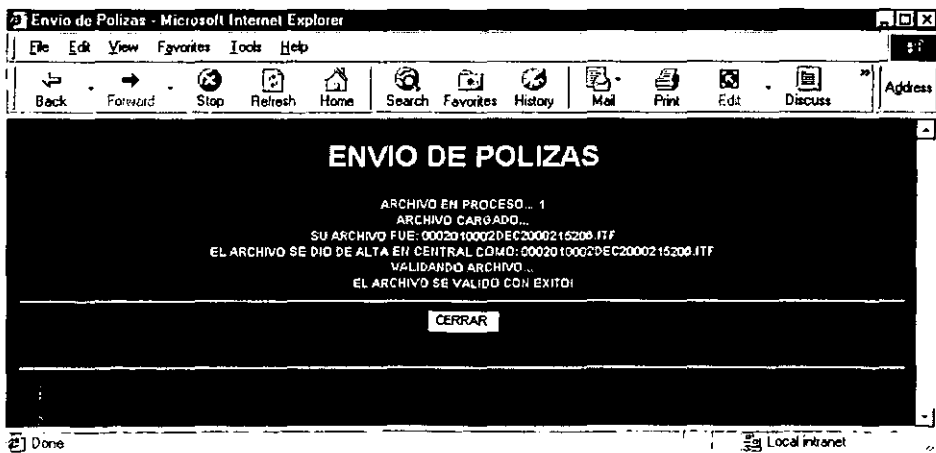 Envio de Polizas - Microsoft Internet Explorer
File Edit View Favorites Tools Help
Back Forward Stop Refresh Home Search Favorites History Mail Print Edit Discuss » Address
ENVIO DE POLIZAS
ARCHIVO EN PROCESO... 1
ARCHIVO CARGADO...
SU ARCHIVO FUE: 0002010002DEC2000215206.ITF
EL ARCHIVO SE DIO DE ALTA EN CENTRAL COMO: 0002010002DEC2000215206.ITF
VALIDANDO ARCHIVO...
EL ARCHIVO SE VALIDO CON EXITO!
CERRAR
Done Local intranet